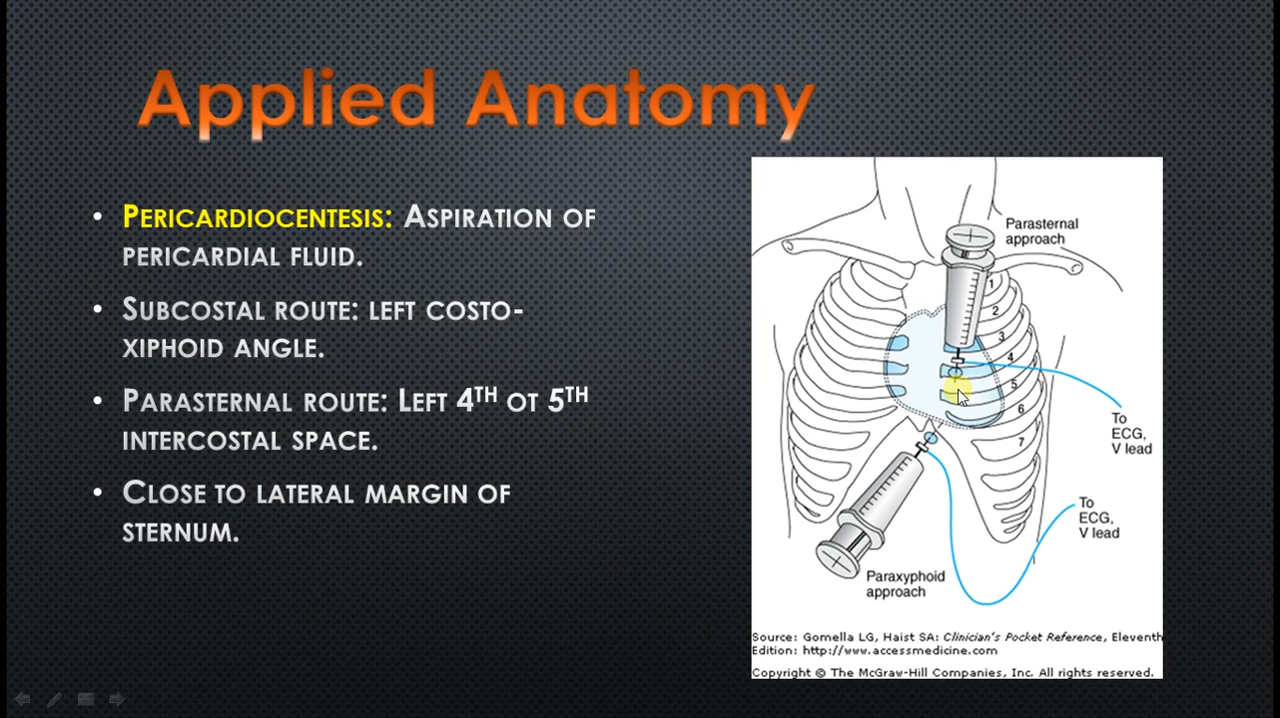 Applied Anatomy
• PERICARDIOCENTESIS: ASPIRATION OF
PERICARDIAL FLUID.
• SUBCOSTAL ROUTE: LEFT COSTO-
XIPHOID ANGLE.
• PARASTERNAL ROUTE: LEFT 4TH OT 5TH
INTERCOSTAL SPACE.
• CLOSE TO LATERAL MARGIN OF
STERNUM.
Parasternal
approach
1
2
3
4
5
6
7
To
ECG,
V lead
To
ECG,
V lead
Paraxyphoid
approach
Source: Gomella LG, Haist SA: Clinician's Pocket Reference, Eleventh
Edition: http://www.accessmedicine.com
Copyright © The McGraw-Hill Companies, Inc. All rights reserved.